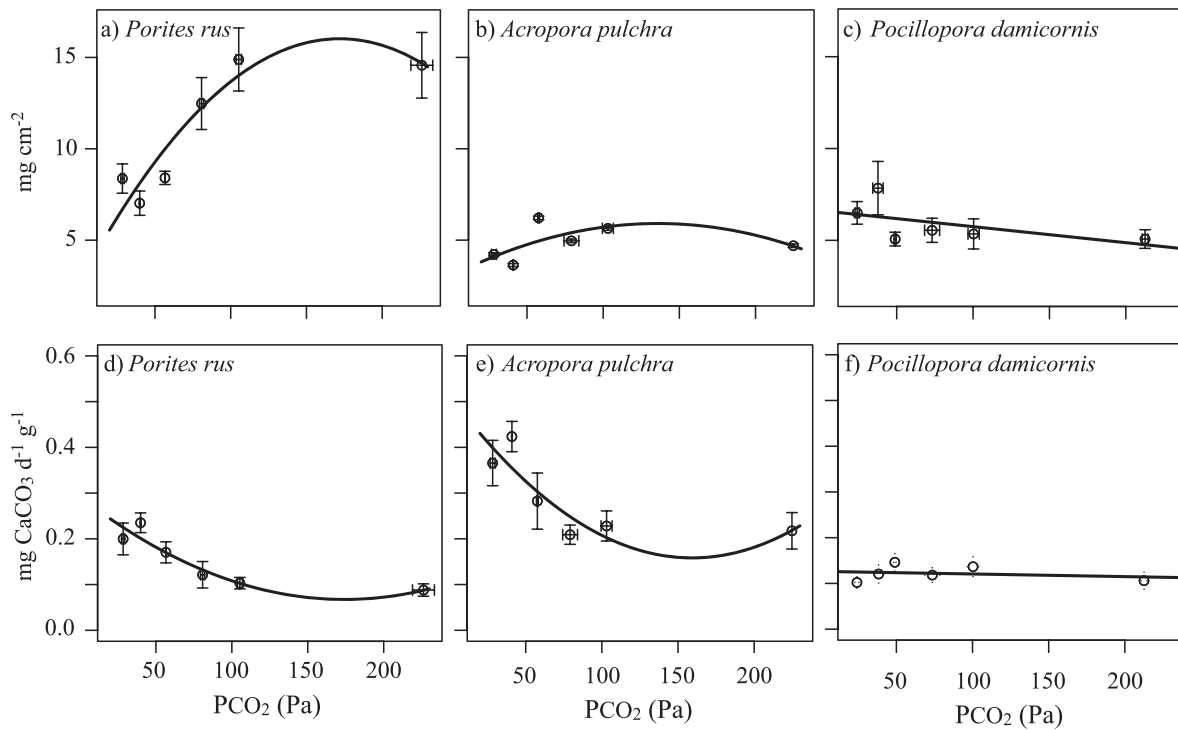 a) Porites rus
b) Acropora pulchra
c) Pocillopora damicornis
mg cm-2
15
10
5
d) Porites rus
e) Acropora pulchra
f) Pocillopora damicornis
mg CaCO3 d-1 g-1
0.6
0.4
0.2
0.0
50 100 150 200
50 100 150 200
50 100 150 200
PCO2 (Pa)
PCO2 (Pa)
PCO2 (Pa)